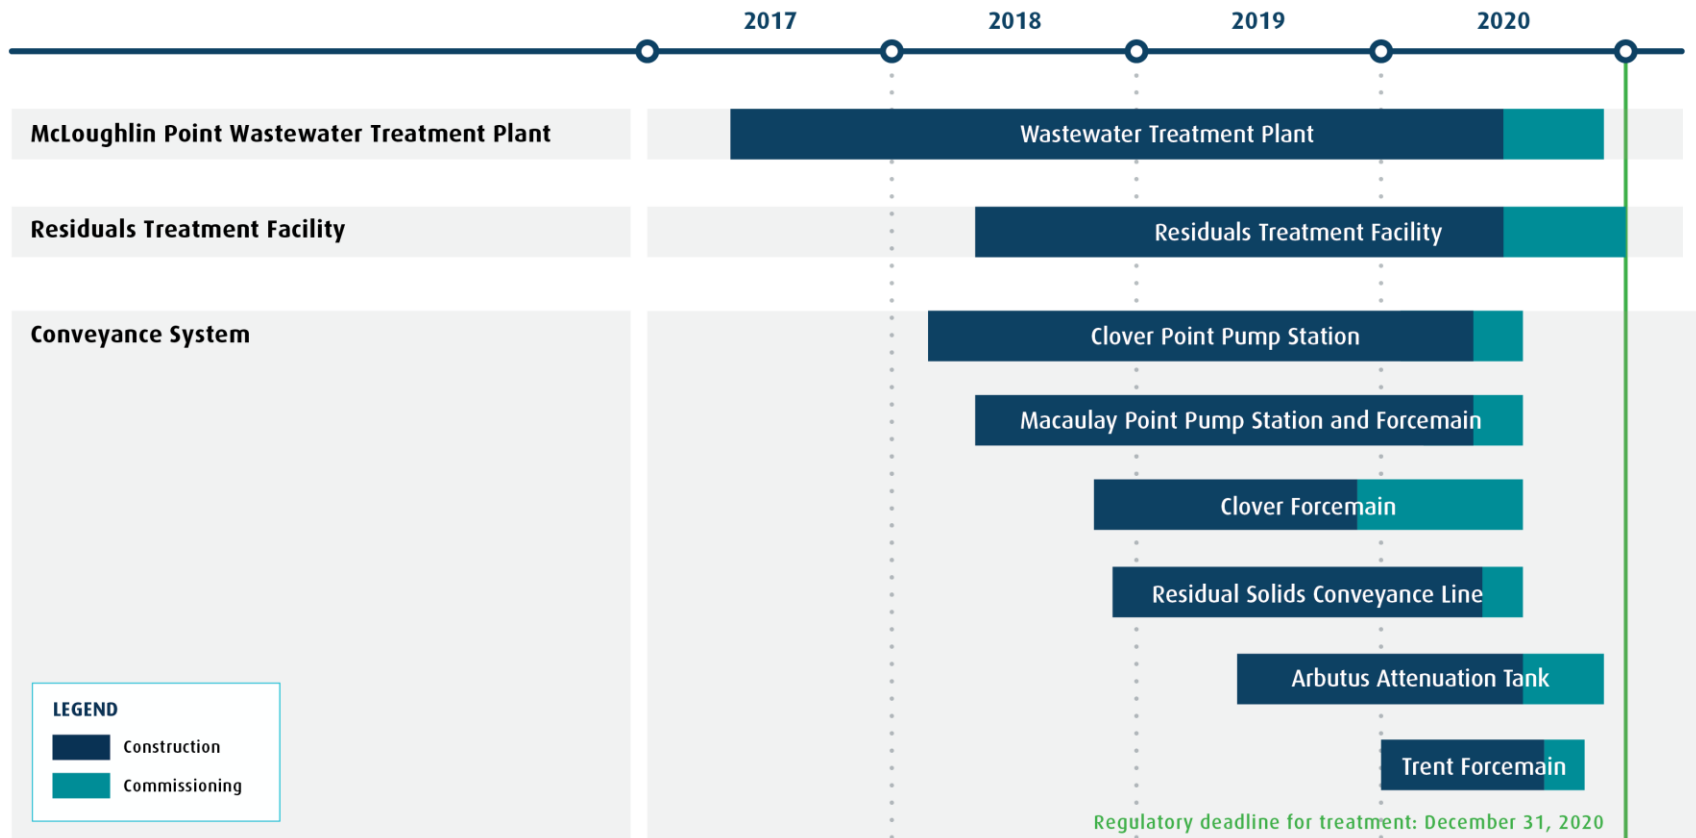 2017 2018 2019 2020
McLoughlin Point Wastewater Treatment Plant
Wastewater Treatment Plant
Residuals Treatment Facility
Residuals Treatment Facility
Conveyance System
Clover Point Pump Station
Macaulay Point Pump Station and Forcemain
Clover Forcemain
Residual Solids Conveyance Line
Arbutus Attenuation Tank
Trent Forcemain
LEGEND
Construction
Commissioning
Regulatory deadline for treatment: December 31, 2020